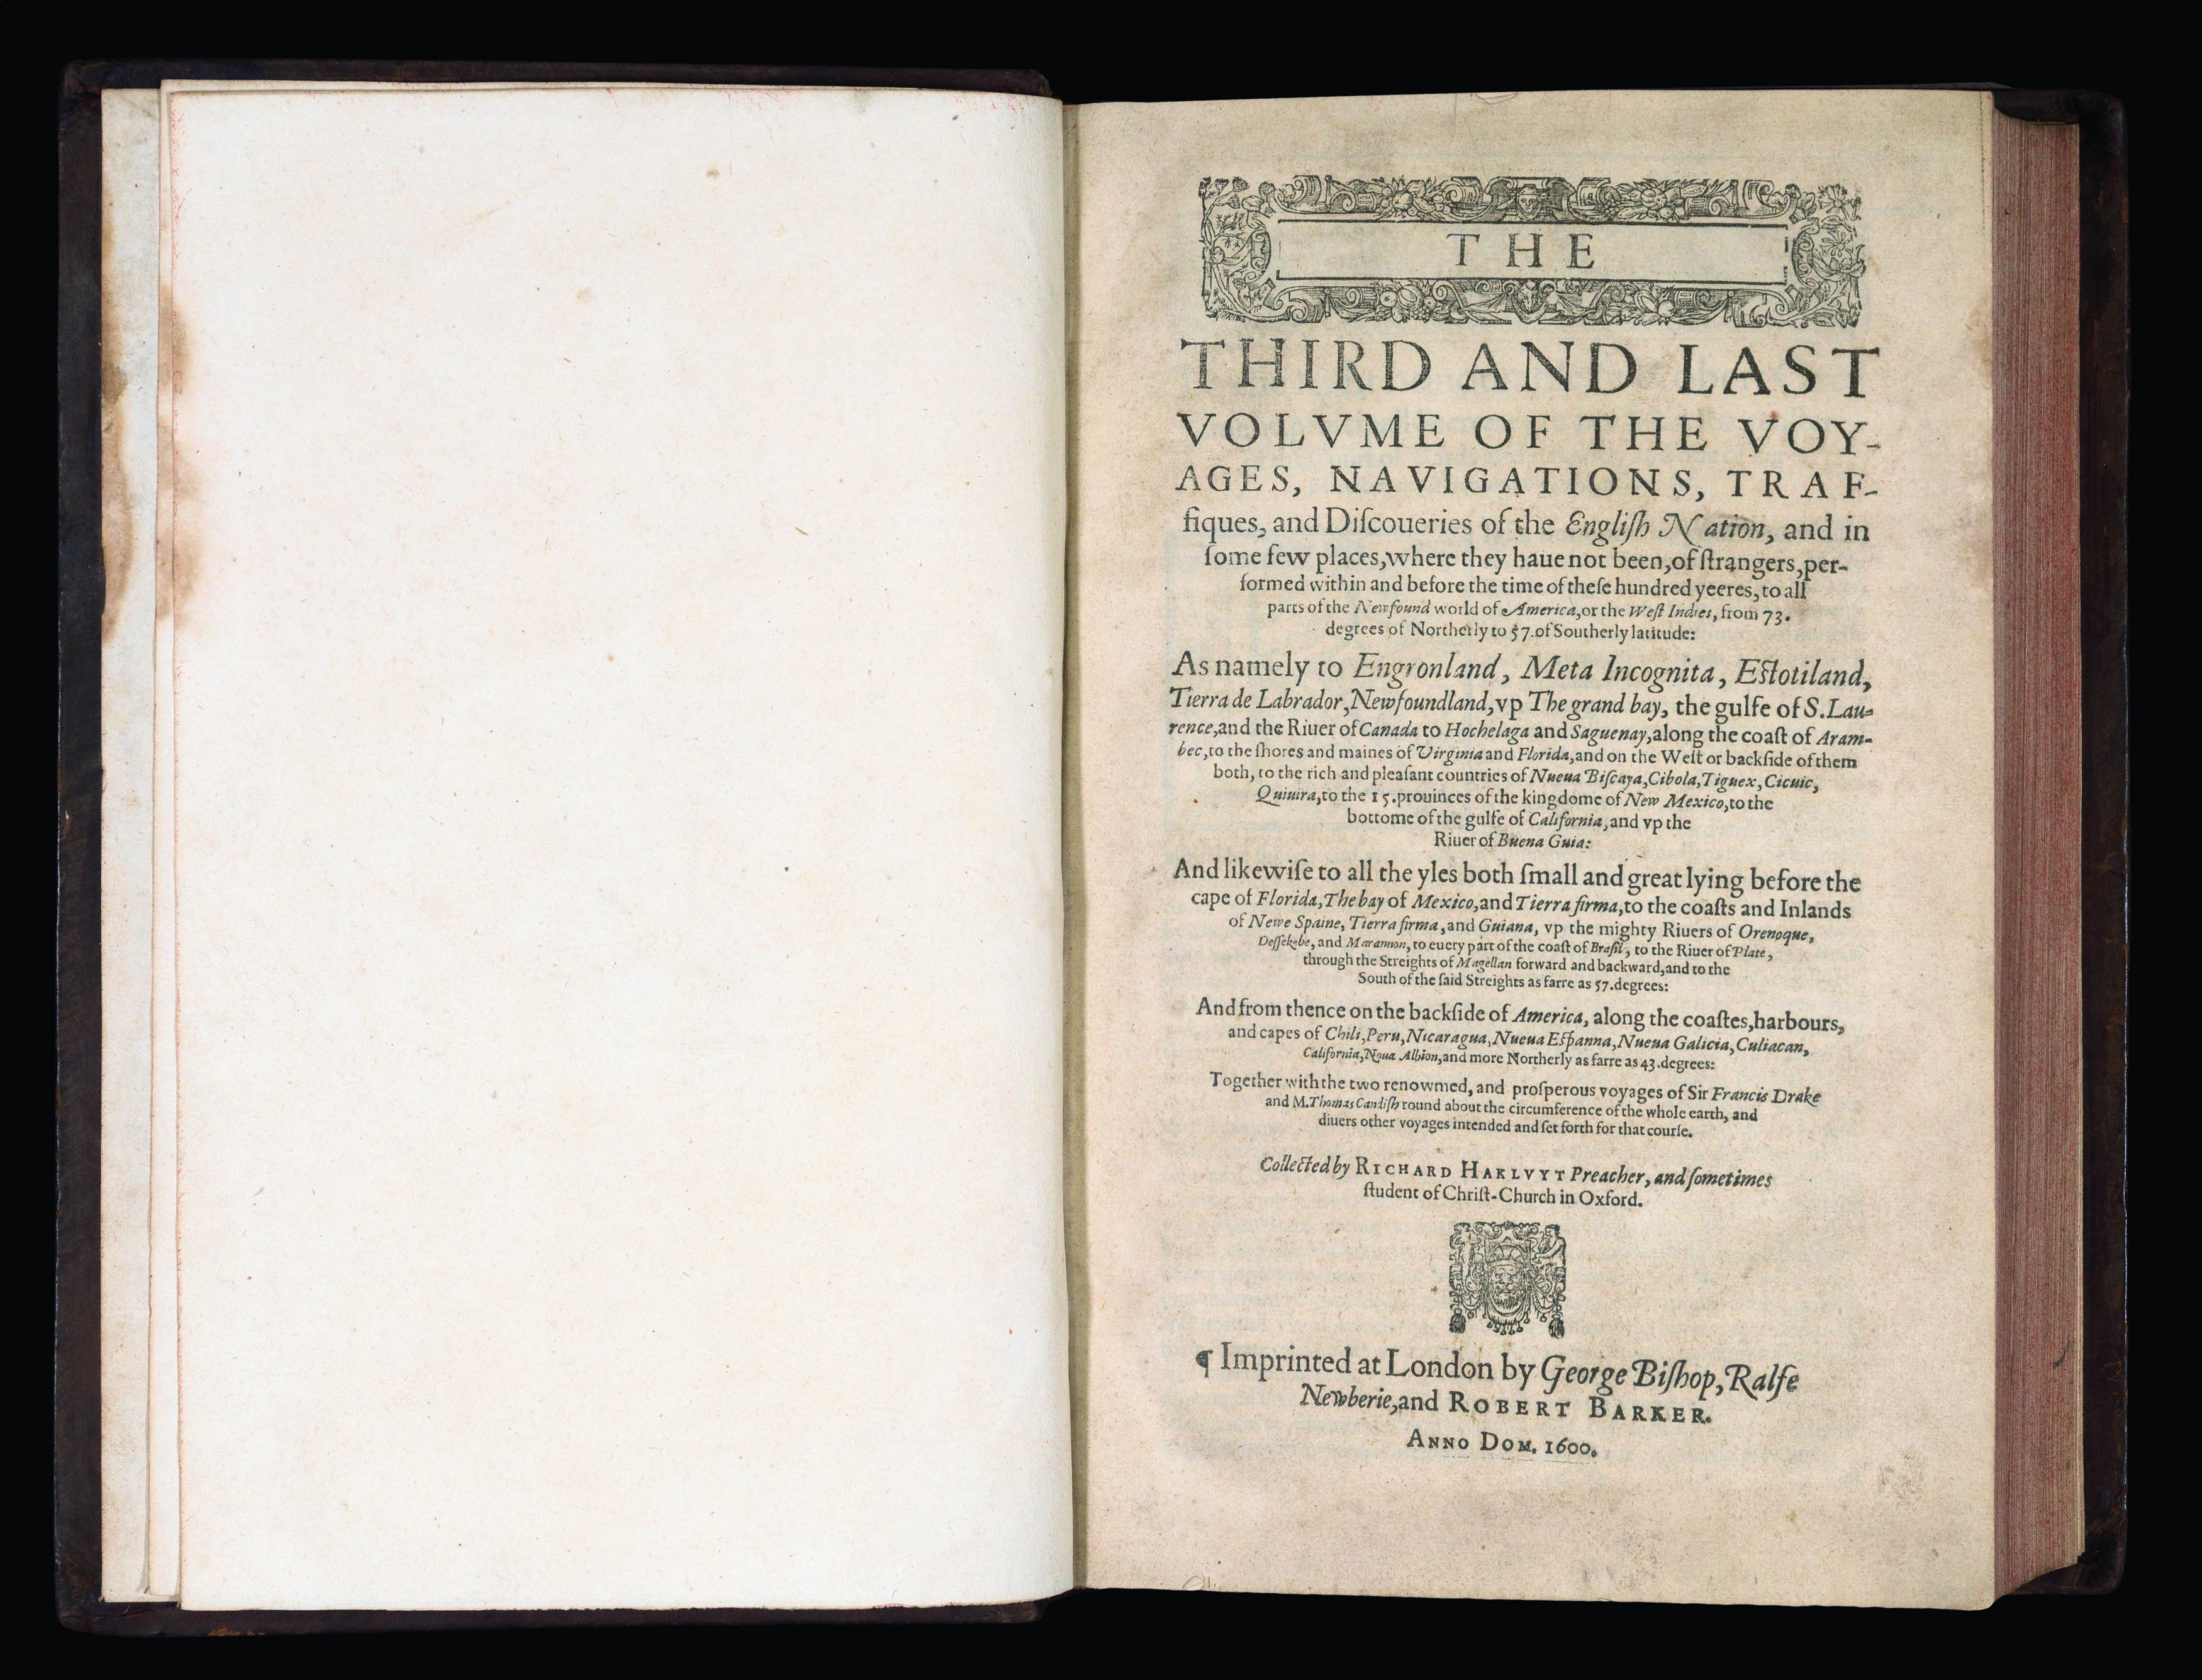 THE
THIRD AND LAST
VOLVME OF THE VOY-
AGES, NAVIGATIONS, TRAF-
fiques, and Diſcoueries of the Engliſh Nation, and in
ſome few places, where they haue not been, of ſtrangers, per-
formed within and before the time of theſe hundred yeeres, to all
parts of the Newfound world of America, or the Weſt Indies, from 73.
degrees of Northerly to 57. of Southerly latitude:
As namely to Engronland, Meta Incognita, Eſtotiland,
Tierra de Labrador, Newfoundland, vp The grand bay, the gulfe of S. Lau-
rence, and the Riuer of Canada to Hochelaga and Saguenay, along the coaſt of Aram-
bec, to the ſhores and maines of Virginia and Florida, and on the Weſt or backſide of them
both, to the rich and pleaſant countries of Nueua Biſcaya, Cibola, Tiguex, Cicuic,
Quiuira, to the 15. prouinces of the kingdome of New Mexico, to the
bottome of the gulfe of California, and vp the
Riuer of Buena Guia:
And likewiſe to all the yles both ſmall and great lying before the
cape of Florida, The bay of Mexico, and Tierra firma, to the coaſts and Inlands
of Newe Spaine, Tierra firma, and Guiana, vp the mighty Riuers of Orenoque,
Deſſekebe, and Marannon, to euery part of the coaſt of Braſil, to the Riuer of Plate,
through the Streights of Magellan forward and backward, and to the
South of the ſaid Streights as farre as 57. degrees:
And from thence on the backſide of America, along the coaſtes, harbours,
and capes of Chili, Peru, Nicaragua, Nueua Eſpanna, Nueua Galicia, Culiacan,
California, Noua Albion, and more Northerly as farre as 43. degrees:
Together with the two renowmed, and proſperous voyages of Sir Francis Drake
and M. Thomas Candiſh round about the circumference of the whole earth, and
diuers other voyages intended and ſet forth for that courſe.
Collected by RICHARD HAKLVYT Preacher, and ſometimes
ſtudent of Chriſt-Church in Oxford.
¶ Imprinted at London by George Biſhop, Ralfe
Newberie, and ROBERT BARKER.
ANNO DOM. 1600.